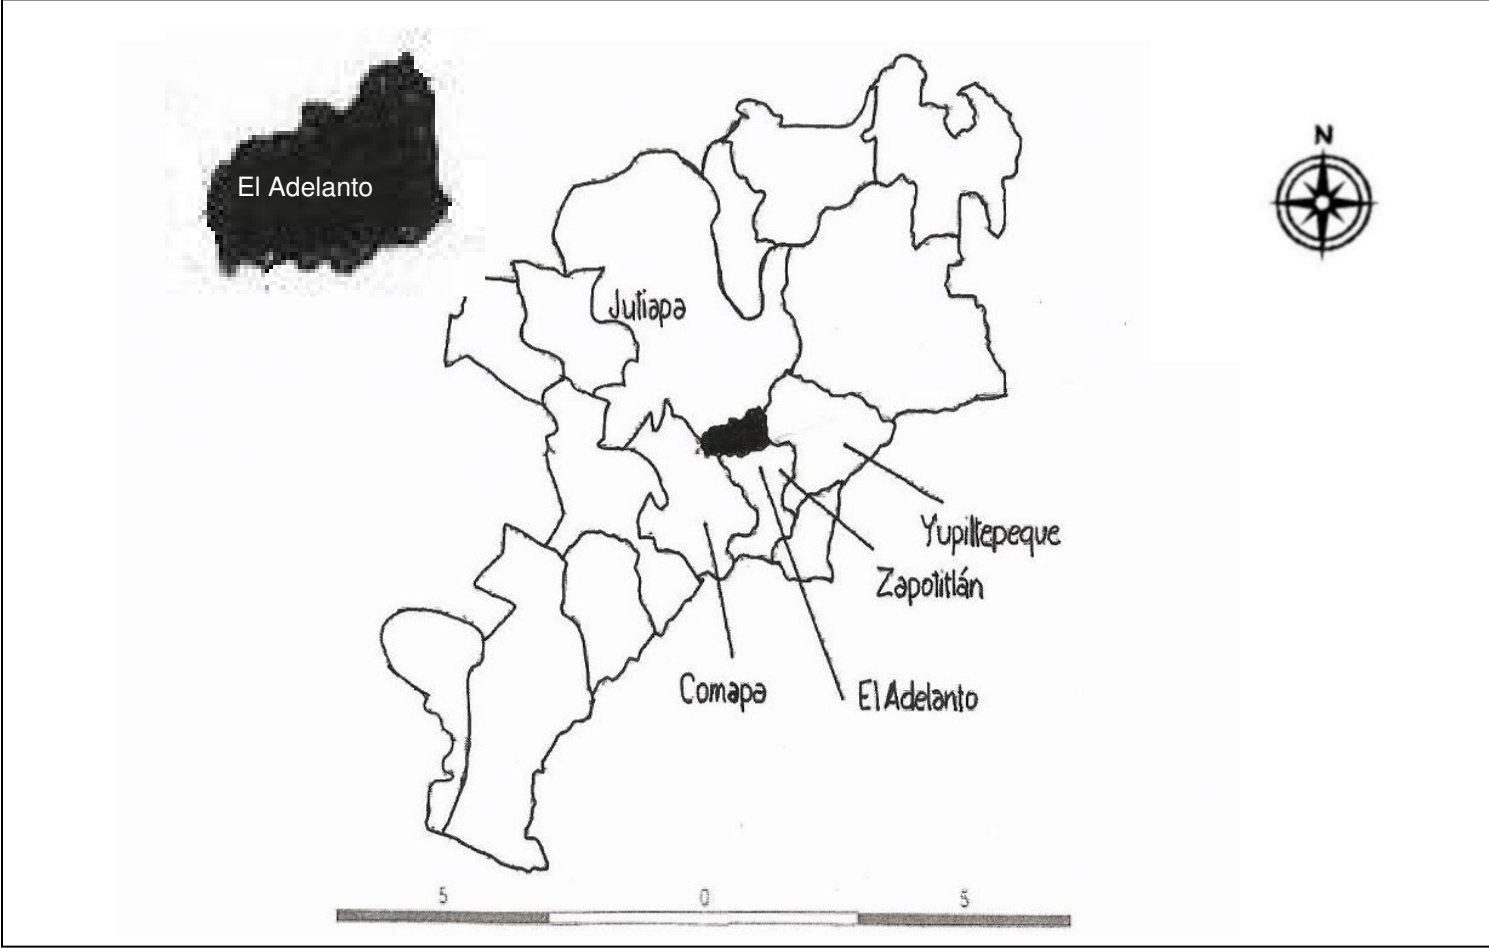 N
El Adelanto
Jutiapa
Yupiltepeque
Zapotitlán
Comapa
El Adelanto
5 0 5